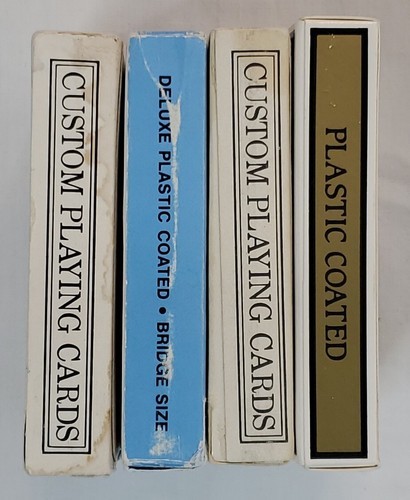 CUSTOM PLAYING CARDS
DELUXE PLASTIC COATED • BRIDGE SIZE
CUSTOM PLAYING CARDS
PLASTIC COATED